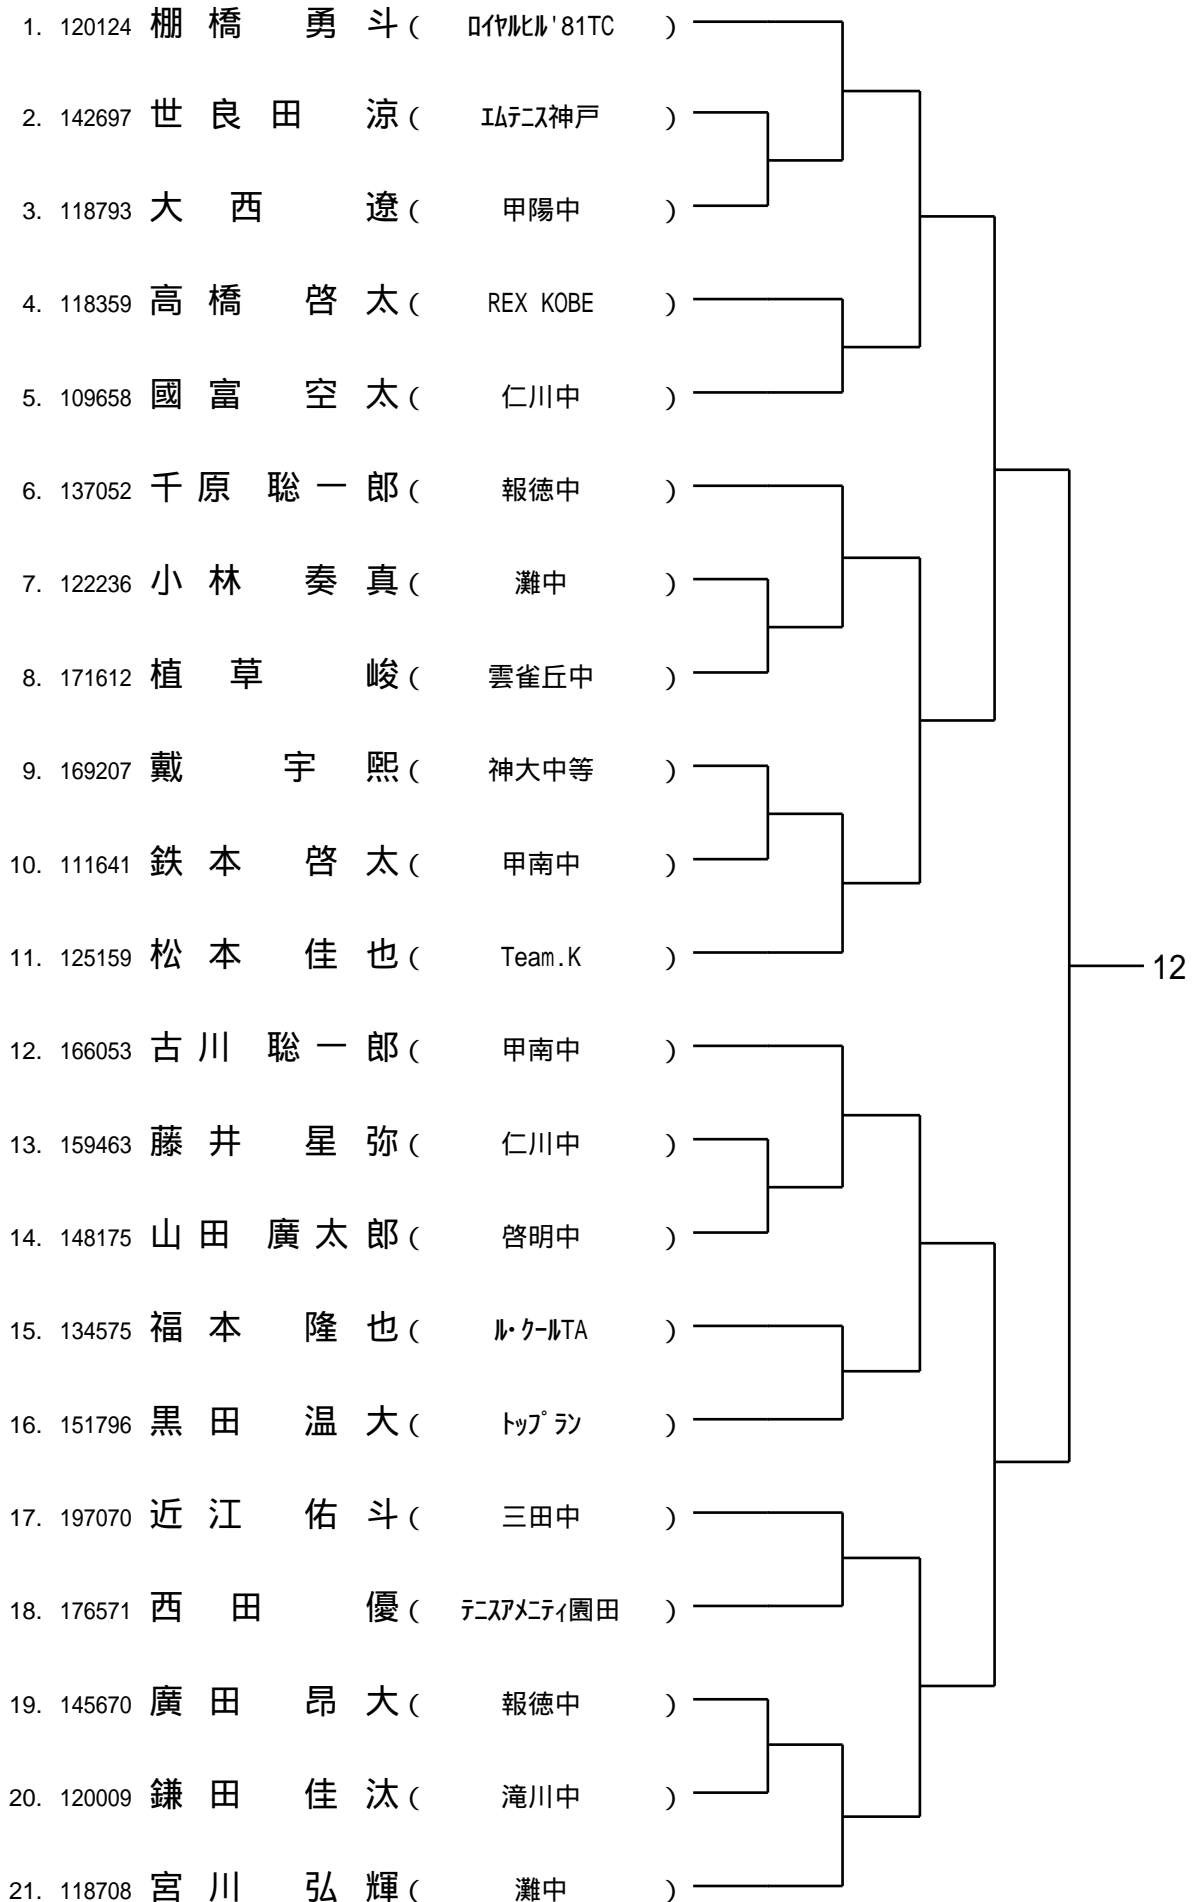 1. 120124 棚橋 勇斗 ( ﾛｲﾔﾙﾋﾙ'81TC )
2. 142697 世良田 涼 ( ｴﾑﾃﾆｽ神戸 )
3. 118793 大西 遼 ( 甲陽中 )
4. 118359 高橋 啓太 ( REX KOBE )
5. 109658 國富 空太 ( 仁川中 )
6. 137052 千原 聡一郎 ( 報徳中 )
7. 122236 小林 奏真 ( 灘中 )
8. 171612 植草 峻 ( 雲雀丘中 )
9. 169207 戴 宇熙 ( 神大中等 )
10. 111641 鉄本 啓太 ( 甲南中 )
11. 125159 松本 佳也 ( Team.K )
12
12. 166053 古川 聡一郎 ( 甲南中 )
13. 159463 藤井 星弥 ( 仁川中 )
14. 148175 山田 廣太郎 ( 啓明中 )
15. 134575 福本 隆也 ( ﾙ･ｸｰﾙTA )
16. 151796 黒田 温大 ( ﾄｯﾌﾟﾗﾝ )
17. 197070 近江 佑斗 ( 三田中 )
18. 176571 西田 優 ( ﾃﾆｽｱﾒﾆﾃｨ園田 )
19. 145670 廣田 昂大 ( 報徳中 )
20. 120009 鎌田 佳汰 ( 滝川中 )
21. 118708 宮川 弘輝 ( 灘中 )